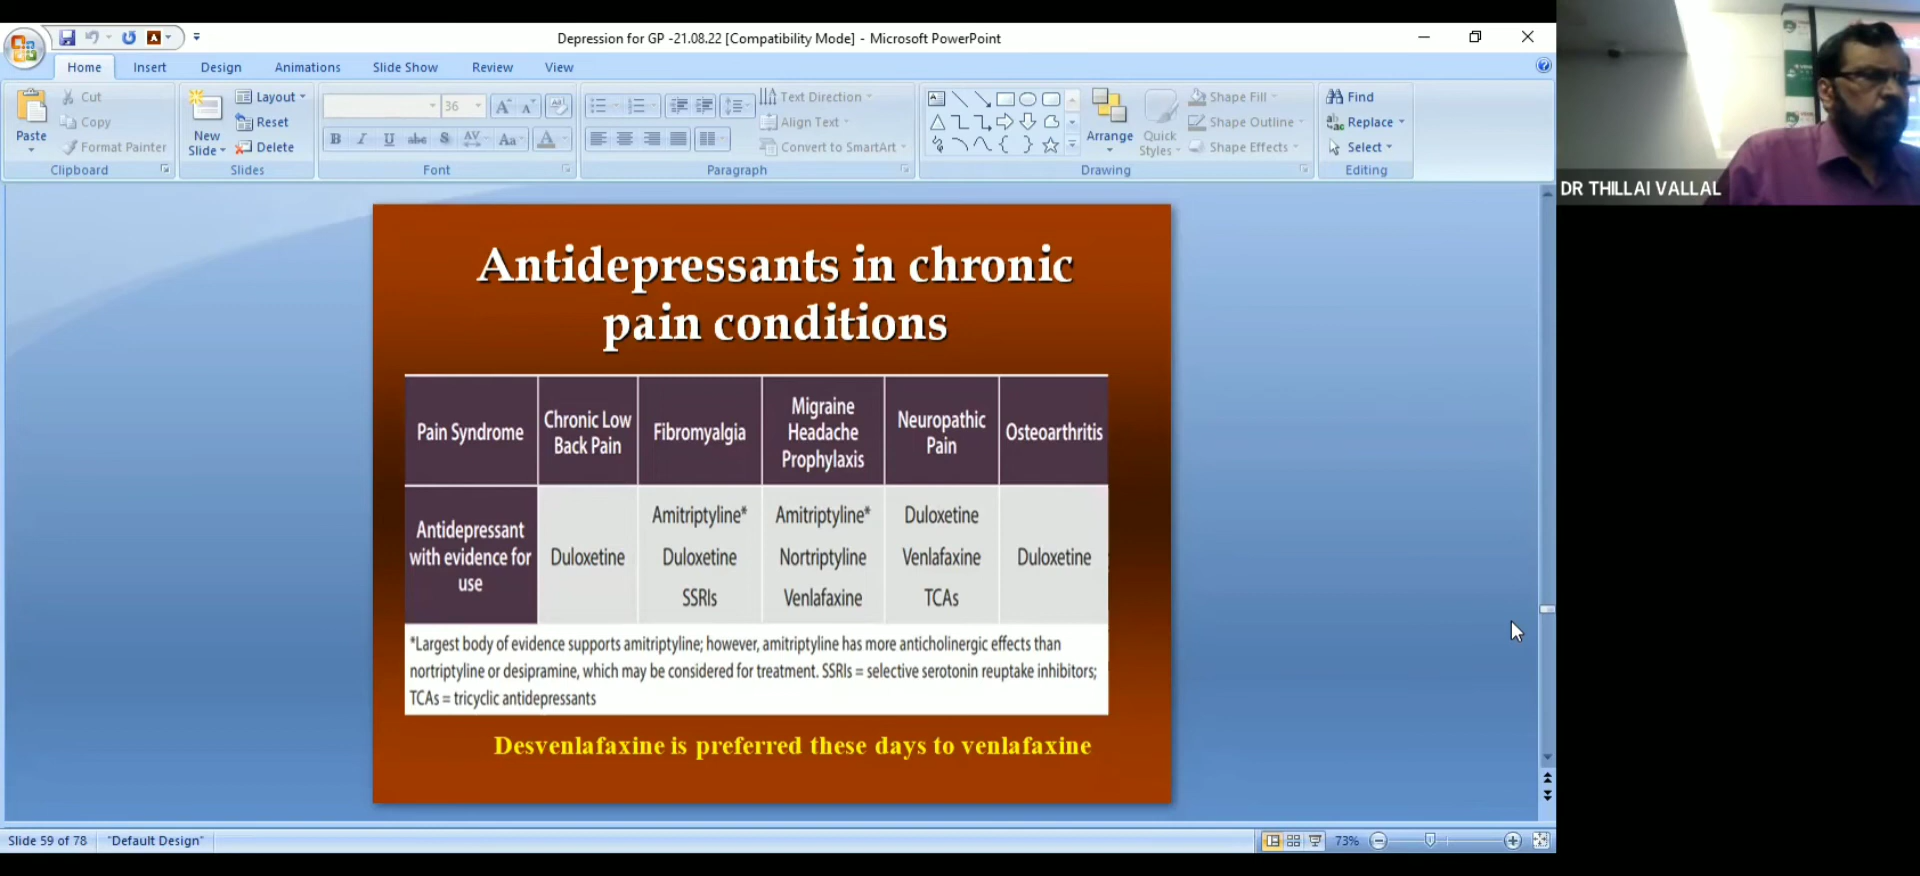 Depression for GP -21.08.22 [Compatibility Mode] - Microsoft PowerPoint
Home Insert Design Animations Slide Show Review View
Paste
Cut
Copy
Format Painter
Clipboard
New
Slide
Layout
Reset
Delete
Slides
36
Font
Text Direction
Align Text
Convert to SmartArt
Paragraph
Arrange
Quick
Styles
Shape Fill
Shape Outline
Shape Effects
Drawing
Find
Replace
Select
Editing
DR THILLAI VALLAL
Antidepressants in chronic
pain conditions
Pain Syndrome
Chronic Low
Back Pain
Fibromyalgia
Migraine
Headache
Prophylaxis
Neuropathic
Pain
Osteoarthritis
Antidepressant
with evidence for
use
Duloxetine
Amitriptyline*
Duloxetine
SSRIs
Amitriptyline*
Nortriptyline
Venlafaxine
Duloxetine
Venlafaxine
TCAs
Duloxetine
*Largest body of evidence supports amitriptyline; however, amitriptyline has more anticholinergic effects than
nortriptyline or desipramine, which may be considered for treatment. SSRIs = selective serotonin reuptake inhibitors;
TCAs = tricyclic antidepressants
Desvenlafaxine is preferred these days to venlafaxine
Slide 59 of 78 "Default Design" 73%